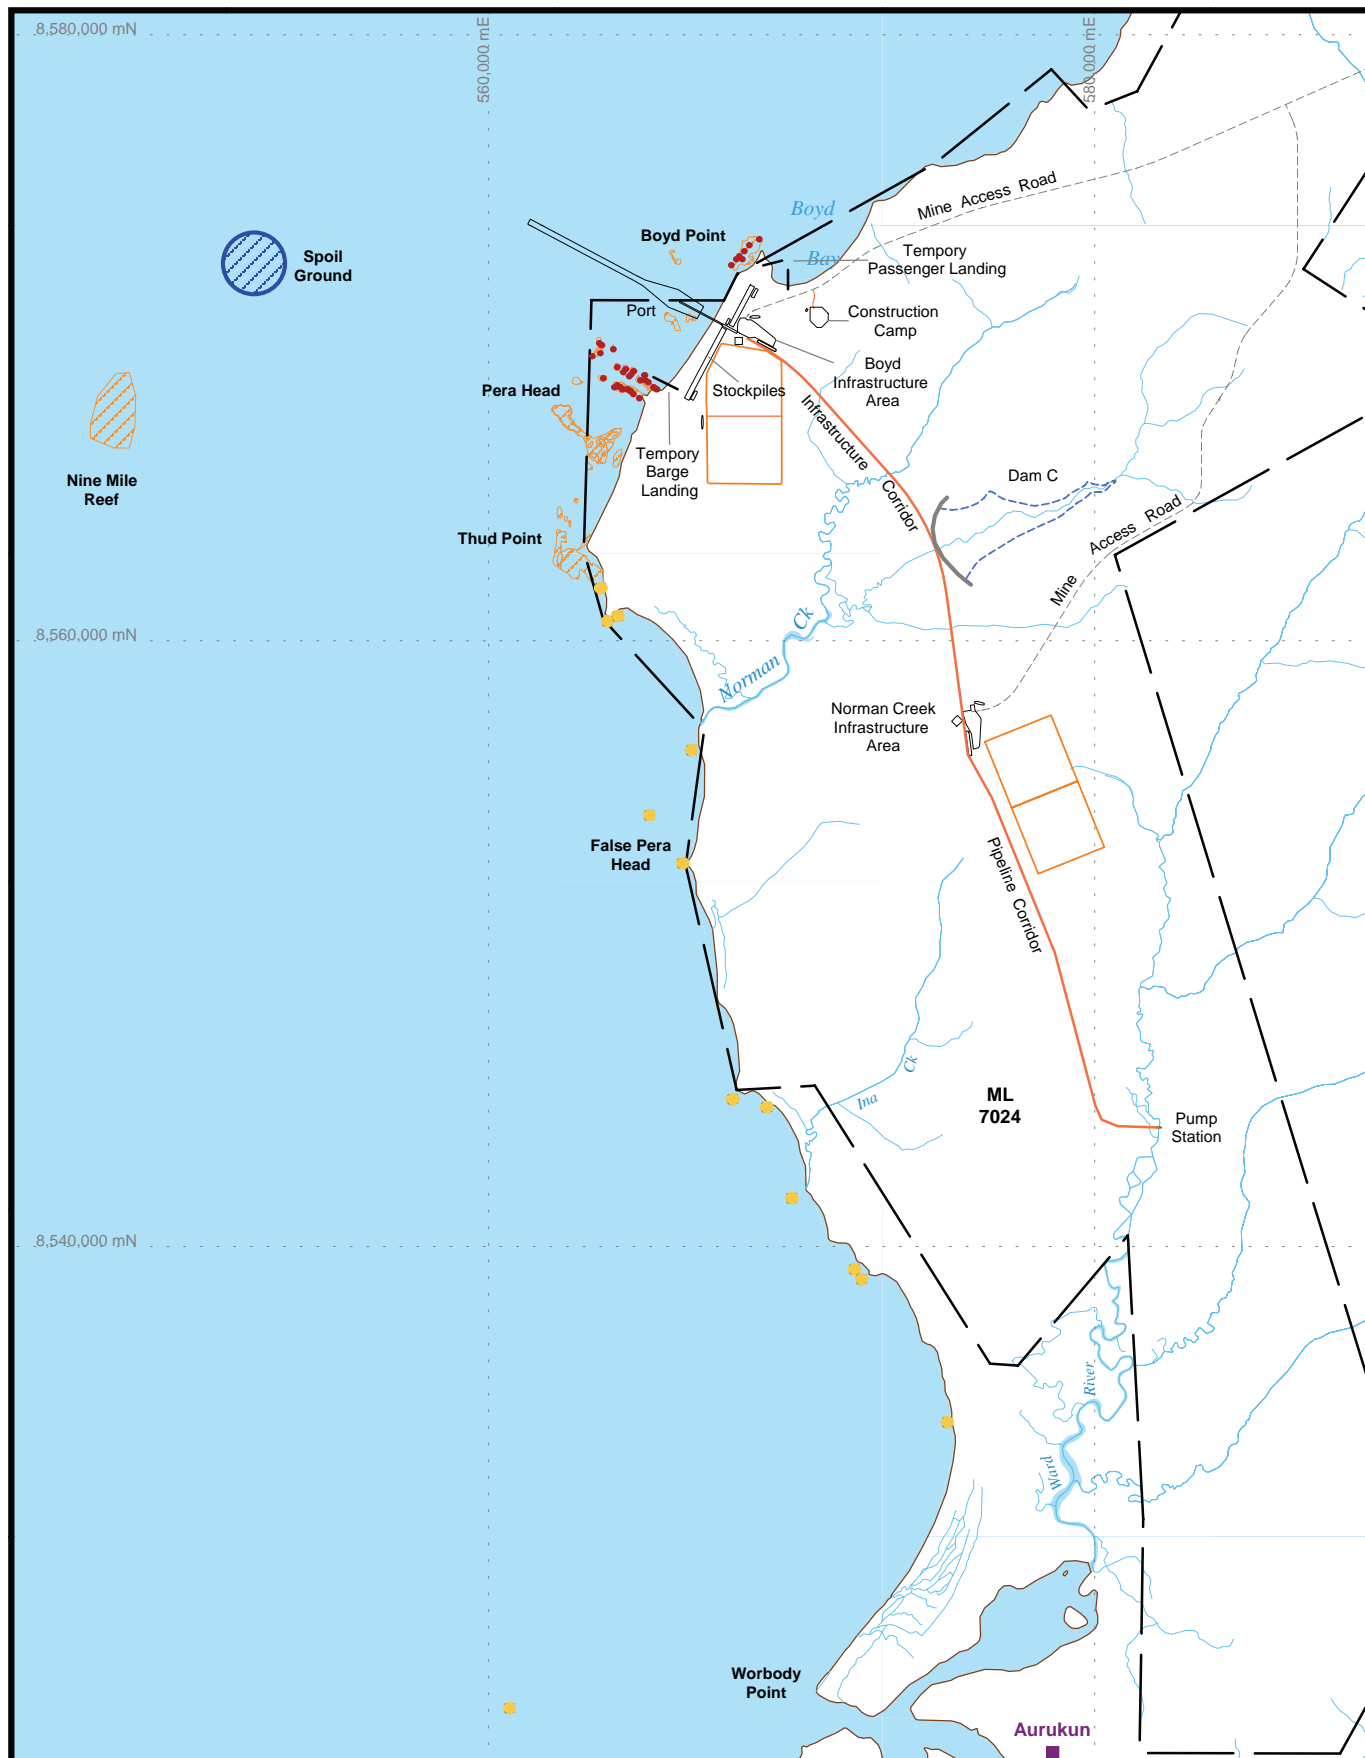 8,580,000 mN
560,000 mE
580,000 mE
Mine Access Road
Boyd
Bay
Boyd Point
Tempory
Passenger Landing
Spoil
Ground
Port
Construction
Camp
Boyd
Infrastructure
Area
Pera Head
Stockpiles
Infrastructure Corridor
Tempory
Barge
Landing
Nine Mile
Reef
Dam C
Thud Point
Mine Access Road
8,560,000 mN
Norman Ck
Norman Creek
Infrastructure
Area
False Pera
Head
Pipeline Corridor
Ina Ck
ML
7024
Pump
Station
8,540,000 mN
Ward River
Worbody
Point
Aurukun